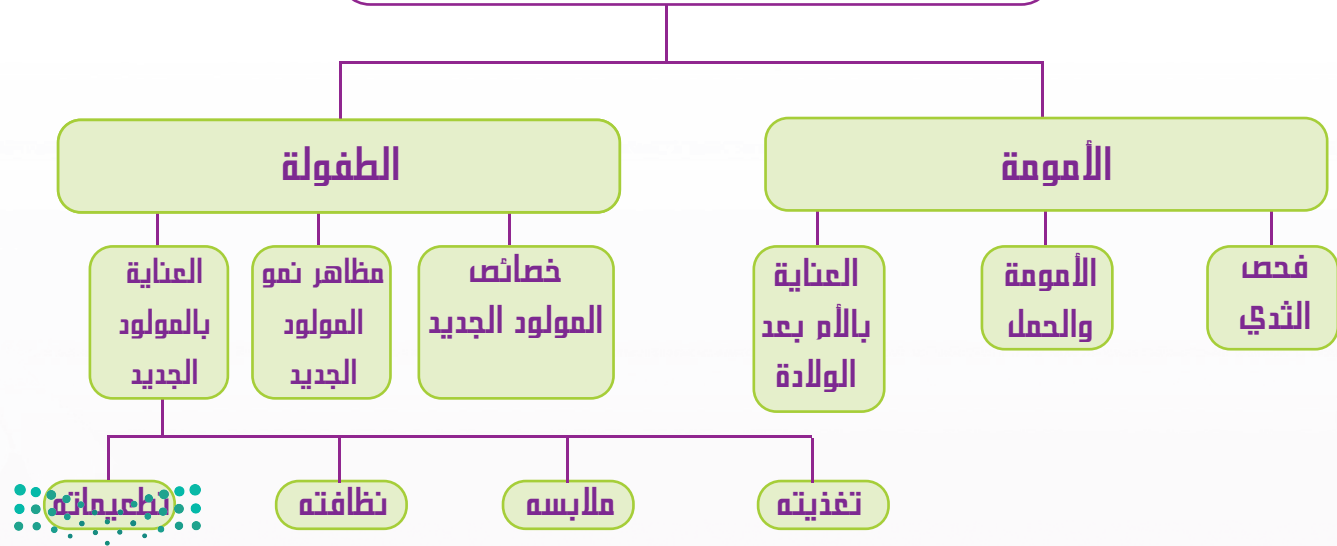 الأمومة
الطفولة
فحص
الثدي
الأمومة
والحمل
العناية
بالأم بعد
الولادة
خصائص
المولود الجديد
مظاهر نمو
المولود
الجديد
العناية
بالمولود
الجديد
تغذيته
ملابسه
نظافته
تطعيماته